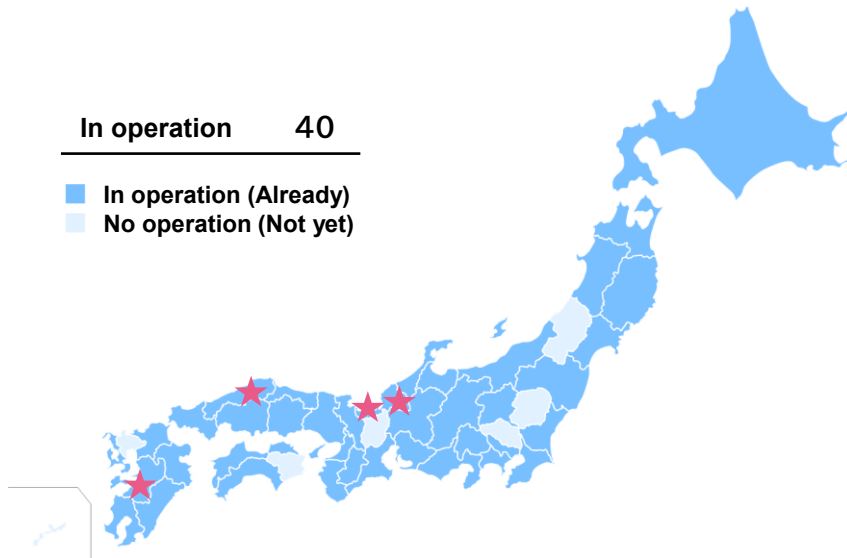 In operation 40
In operation (Already)
No operation (Not yet)